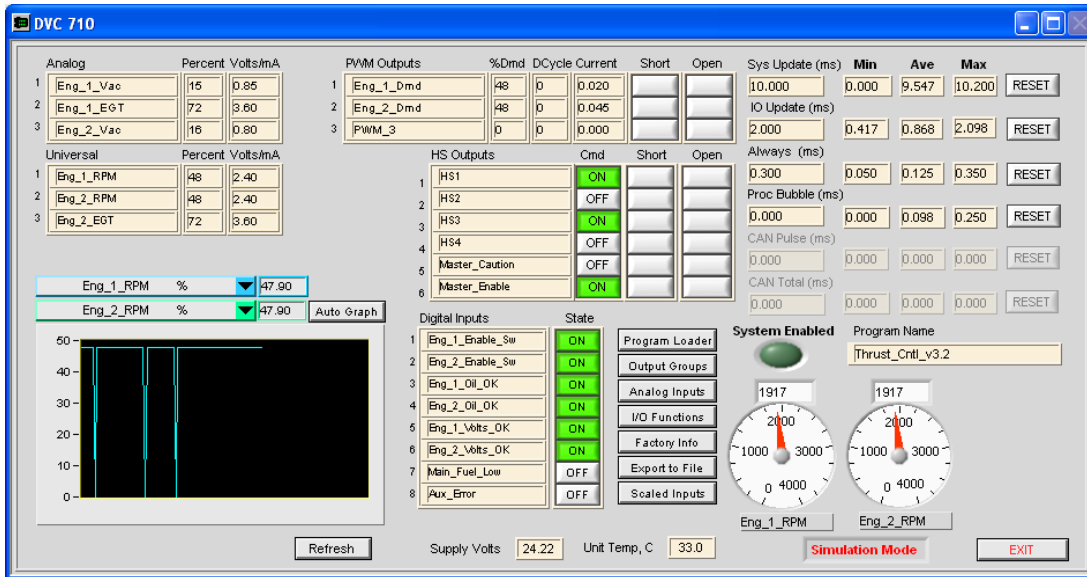 DVC 710
Analog Percent Volts/mA
1 Eng_1_Vac 15 0.85
2 Eng_1_EGT 72 3.60
3 Eng_2_Vac 16 0.80
Universal Percent Volts/mA
1 Eng_1_RPM 48 2.40
2 Eng_2_RPM 48 2.40
3 Eng_2_EGT 72 3.60
PWM Outputs %Dmd DCycle Current Short Open
1 Eng_1_Dmd 48 0 0.020
2 Eng_2_Dmd 48 0 0.045
3 PWM_3 0 0 0.000
HS Outputs Cmd Short Open
1 HS1 ON
2 HS2 OFF
3 HS3 ON
4 HS4 OFF
5 Master_Caution OFF
6 Master_Enable ON
Sys Update (ms) Min Ave Max
10.000 0.000 9.547 10.200 RESET
IO Update (ms)
2.000 0.417 0.868 2.098 RESET
Always (ms)
0.300 0.050 0.125 0.350 RESET
Proc Bubble (ms)
0.000 0.000 0.098 0.250 RESET
CAN Pulse (ms)
0.000 0.000 0.000 0.000 RESET
CAN Total (ms)
0.000 0.000 0.000 0.000 RESET
Eng_1_RPM % 47.90
Eng_2_RPM % 47.90 Auto Graph
50
40
30
20
10
0
Refresh
Digital Inputs State
1 Eng_1_Enable_Sw ON
2 Eng_2_Enable_Sw ON
3 Eng_1_Oil_OK ON
4 Eng_2_Oil_OK ON
5 Eng_1_Volts_OK ON
6 Eng_2_Volts_OK ON
7 Main_Fuel_Low OFF
8 Aux_Error OFF
Program Loader
Output Groups
Analog Inputs
I/O Functions
Factory Info
Export to File
Scaled Inputs
System Enabled Program Name
Thrust_Cntl_v3.2
1917 1917
2000 2000
1000 3000 1000 3000
0 4000 0 4000
Eng_1_RPM Eng_2_RPM
Supply Volts 24.22 Unit Temp, C 33.0 Simulation Mode EXIT